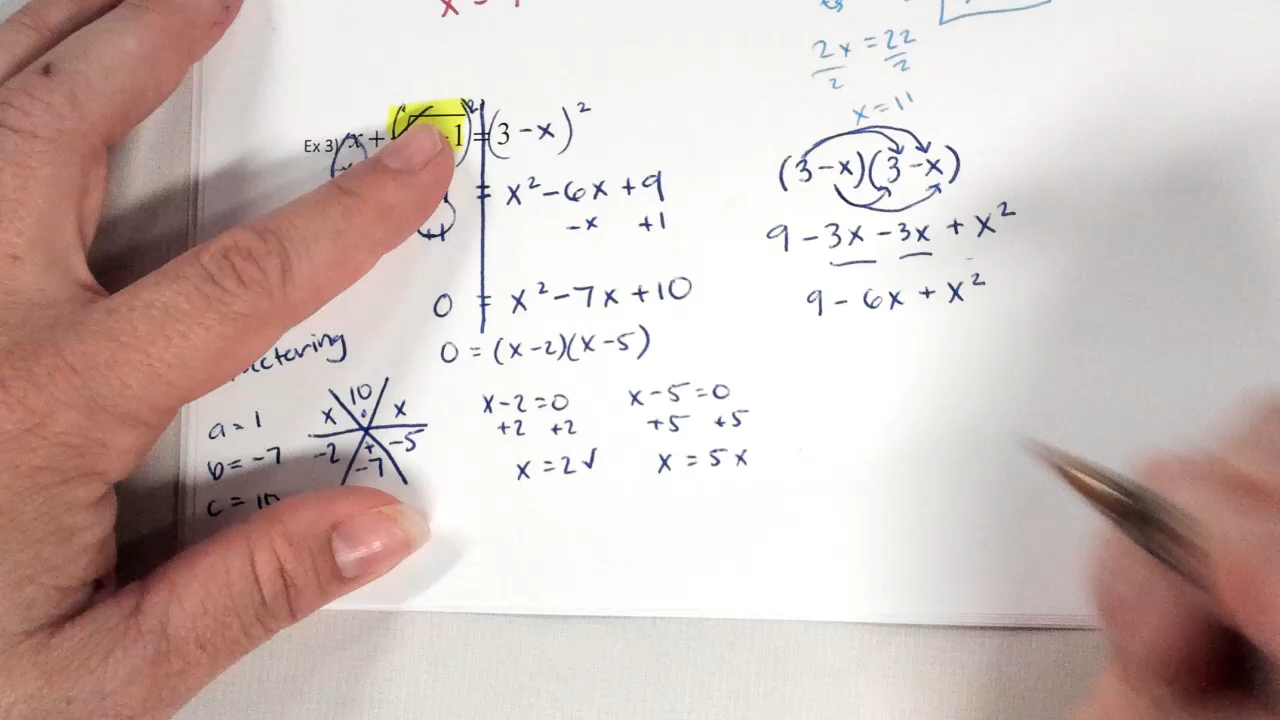 2x = 22
2 2
x = 11
Ex 3) x + ( -1)² = (3 - x)²
= x² - 6x + 9
- x + 1
0 = x² - 7x + 10
0 = (x - 2)(x - 5)
a = 1
b = -7
c = 10
10
x x
-2 + -5
-7
x - 2 = 0
+2 +2
x = 2 ✓
x - 5 = 0
+5 +5
x = 5 x
(3 - x)(3 - x)
9 - 3x - 3x + x²
9 - 6x + x²